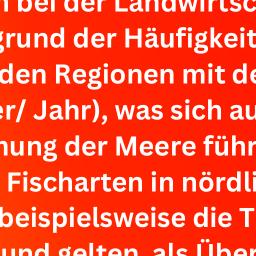 bei der Landwirtsc
grund der Häufigkeit
den Regionen mit de
er/ Jahr), was sich au
nung der Meere führ
Fischarten in nördli
beispielsweise die T
und gelten, als Über